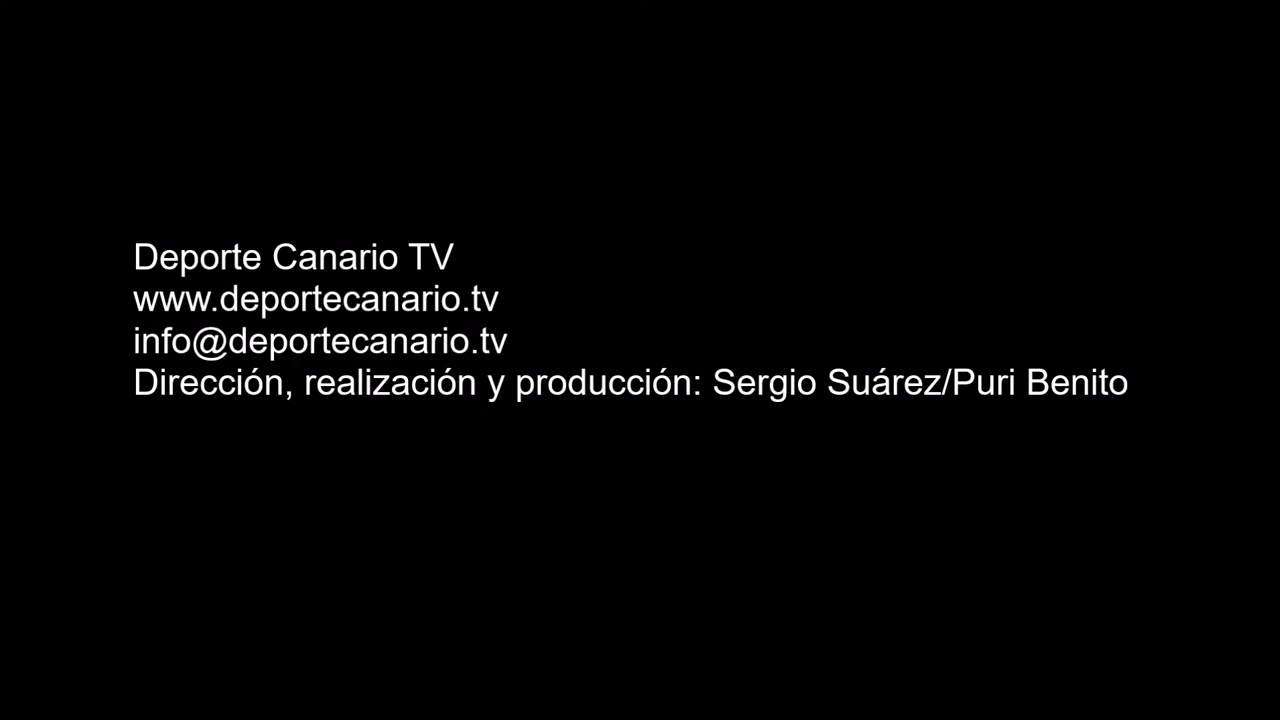 Deporte Canario TV
www.deportecanario.tv
info@deportecanario.tv
Dirección, realización y producción: Sergio Suárez/Puri Benito